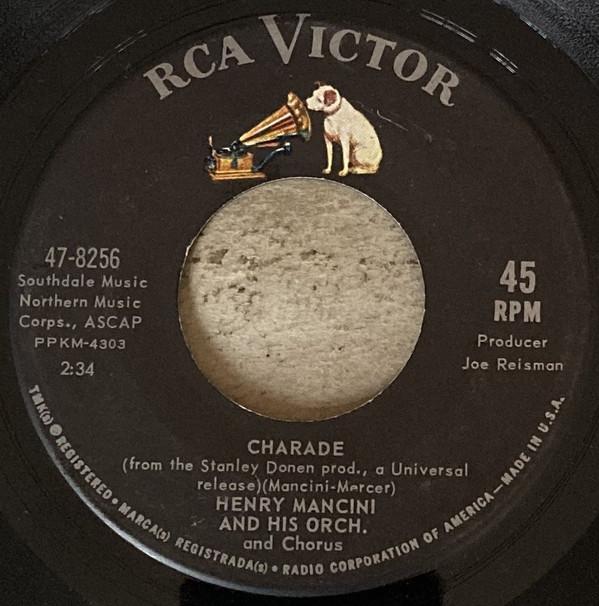 RCA VICTOR
47-8256
Southdale Music
Northern Music
Corps., ASCAP
PPKM-4303
2:34
45
RPM
Producer
Joe Reisman
CHARADE
(from the Stanley Donen prod., a Universal
release)(Mancini-Mercer)
HENRY MANCINI
AND HIS ORCH.
and Chorus
TMK(s) ® REGISTERED • MARCA(s) REGISTRADA(s) • RADIO CORPORATION OF AMERICA—MADE IN U.S.A.